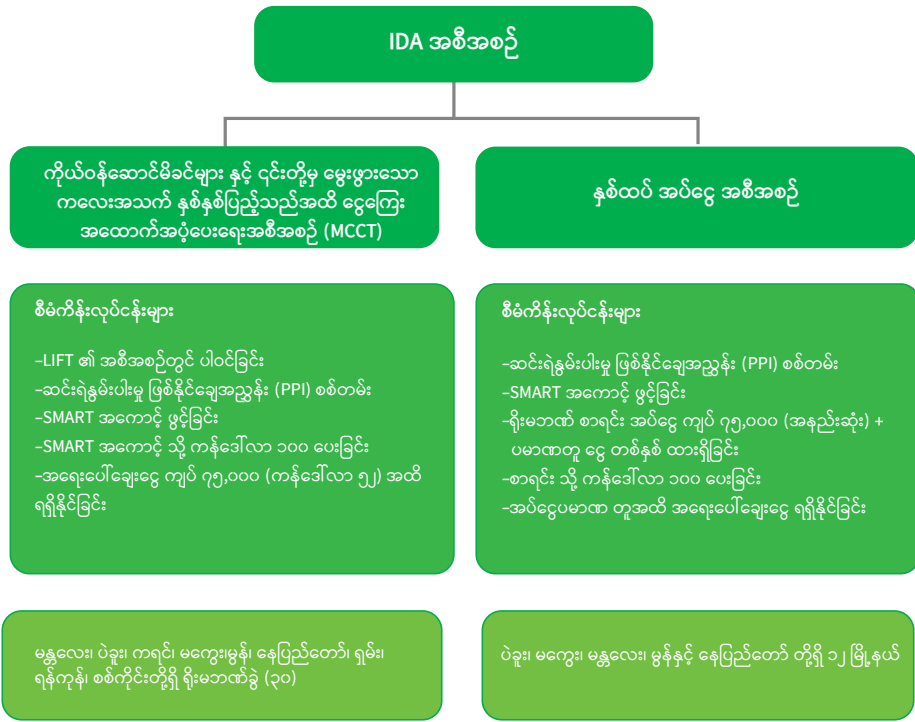 IDA အစီအစဉ်
ကိုယ်ဝန်ဆောင်မိခင်များ နှင့် ၎င်းတို့မှ မွေးဖွားသော
ကလေးအသက် နှစ်နှစ်ပြည့်သည်အထိ ငွေကြေး
အထောက်အပံ့ပေးရေးအစီအစဉ် (MCCT)
စီမံကိန်းလုပ်ငန်းများ
–LIFT ၏ အစီအစဉ်တွင် ပါဝင်ခြင်း
–ဆင်းရဲနွမ်းပါးမှု ဖြစ်နိုင်ချေအညွှန်း (PPI) စစ်တမ်း
–SMART အကောင့် ဖွင့်ခြင်း
–SMART အကောင့် သို့ ကန်ဒေါ်လာ ၁၀၀ ပေးခြင်း
–အရေးပေါ်ချေးငွေ ကျပ် ၇၅,၀၀၀ (ကန်ဒေါ်လာ ၅၂) အထိ
ရရှိနိုင်ခြင်း
မန္တလေး၊ ပဲခူး၊ ကရင်၊ မကွေး၊မွန်၊ နေပြည်တော်၊ ရှမ်း၊
ရန်ကုန်၊ စစ်ကိုင်းတို့ရှိ ရိုးမဘဏ်ခွဲ (၃၀)
နှစ်ထပ် အပ်ငွေ အစီအစဉ်
စီမံကိန်းလုပ်ငန်းများ
–ဆင်းရဲနွမ်းပါးမှု ဖြစ်နိုင်ချေအညွှန်း (PPI) စစ်တမ်း
–SMART အကောင့် ဖွင့်ခြင်း
–ရိုးမဘဏ် စာရင်း အပ်ငွေ ကျပ် ၇၅,၀၀၀ (အနည်းဆုံး) +
ပမာဏတူ ငွေ တစ်နှစ် ထားရှိခြင်း
–စာရင်း သို့ ကန်ဒေါ်လာ ၁၀၀ ပေးခြင်း
–အပ်ငွေပမာဏ တူအထိ အရေးပေါ်ချေးငွေ ရရှိနိုင်ခြင်း
ပဲခူး၊ မကွေး၊ မန္တလေး၊ မွန်နှင့် နေပြည်တော် တို့ရှိ ၁၂ မြို့နယ်